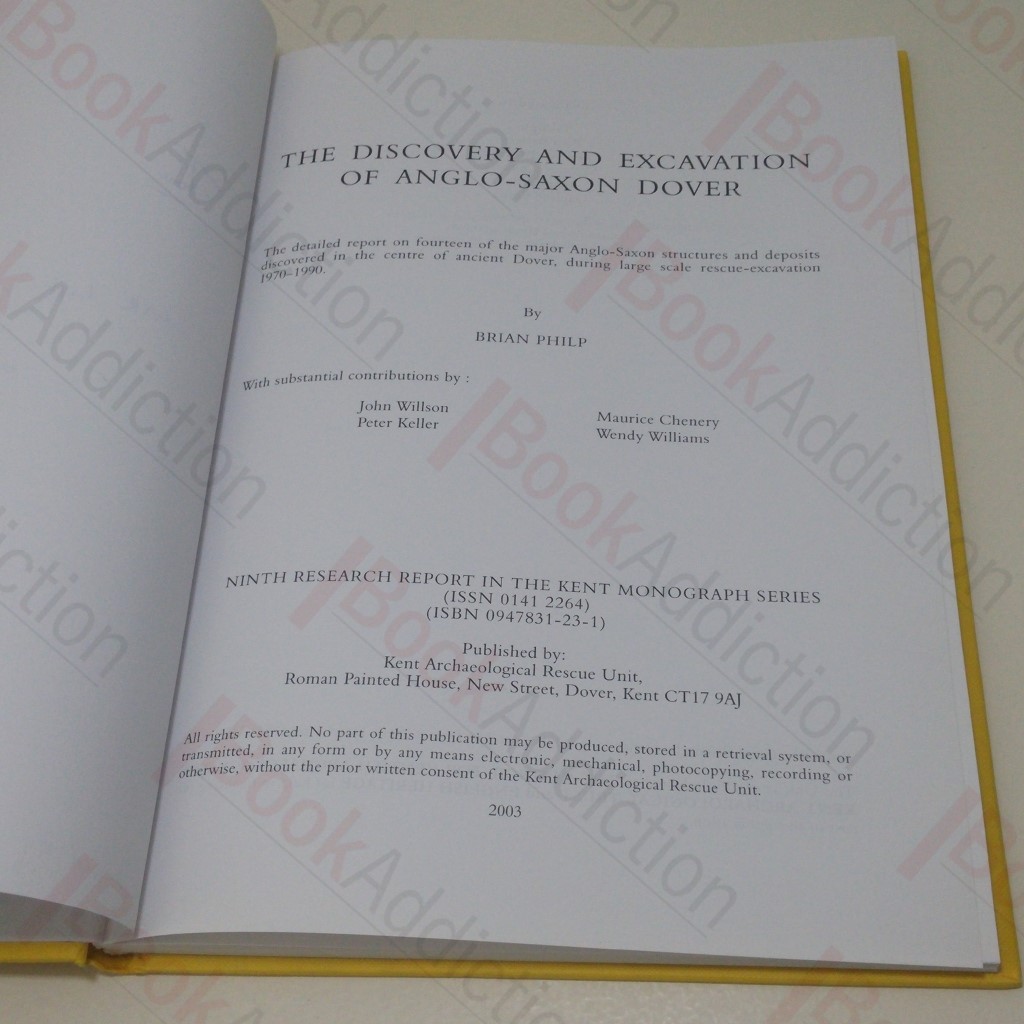 THE DISCOVERY AND EXCAVATION
OF ANGLO-SAXON DOVER
The detailed report on fourteen of the major Anglo-Saxon structures and deposits
discovered in the centre of ancient Dover, during large scale rescue-excavation
1970–1990.
By
BRIAN PHILP
With substantial contributions by :
John Willson
Peter Keller
Maurice Chenery
Wendy Williams
NINTH RESEARCH REPORT IN THE KENT MONOGRAPH SERIES
(ISSN 0141 2264)
(ISBN 0947831-23-1)
Published by:
Kent Archaeological Rescue Unit,
Roman Painted House, New Street, Dover, Kent CT17 9AJ
All rights reserved. No part of this publication may be produced, stored in a retrieval system, or
transmitted, in any form or by any means electronic, mechanical, photocopying, recording or
otherwise, without the prior written consent of the Kent Archaeological Rescue Unit.
2003
BookAddiction
BookAddiction
BookAddiction
BookAddiction
BookAddiction
BookAddiction